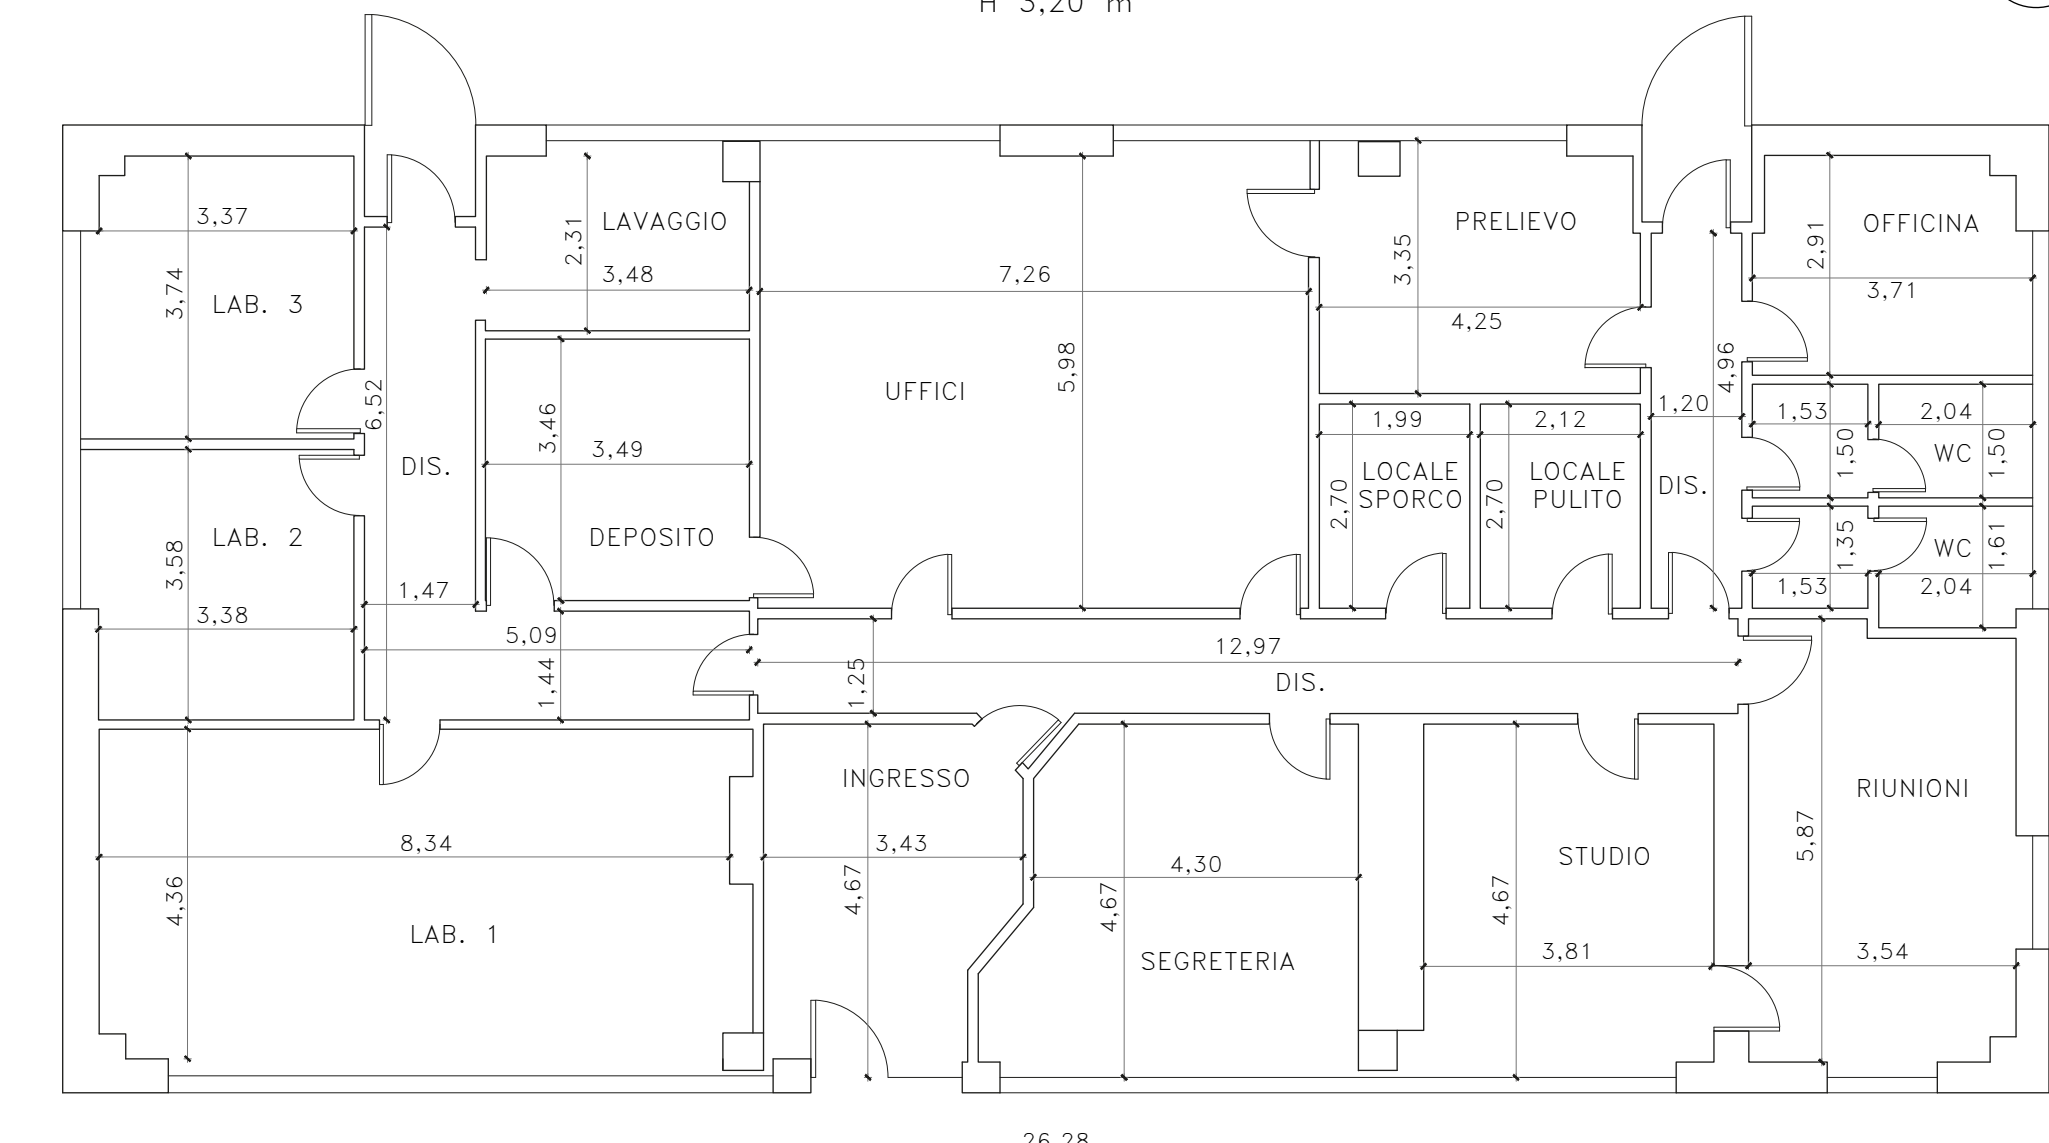 H 3,20 m
3,37
3,74
LAB. 3
6,52
DIS.
1,47
LAVAGGIO
2,31
3,48
3,46
3,49
DEPOSITO
7,26
5,98
UFFICI
PRELIEVO
3,35
4,25
OFFICINA
2,91
3,71
4,96
1,20
DIS.
1,99
LOCALE
SPORCO
2,70
2,12
LOCALE
PULITO
2,70
1,53
1,50
2,04
WC
1,50
1,35
1,53
WC
1,61
2,04
LAB. 2
3,58
3,38
5,09
1,44
1,25
12,97
DIS.
8,34
4,36
LAB. 1
INGRESSO
3,43
4,67
4,30
4,67
SEGRETERIA
STUDIO
4,67
3,81
RIUNIONI
5,87
3,54
26,28